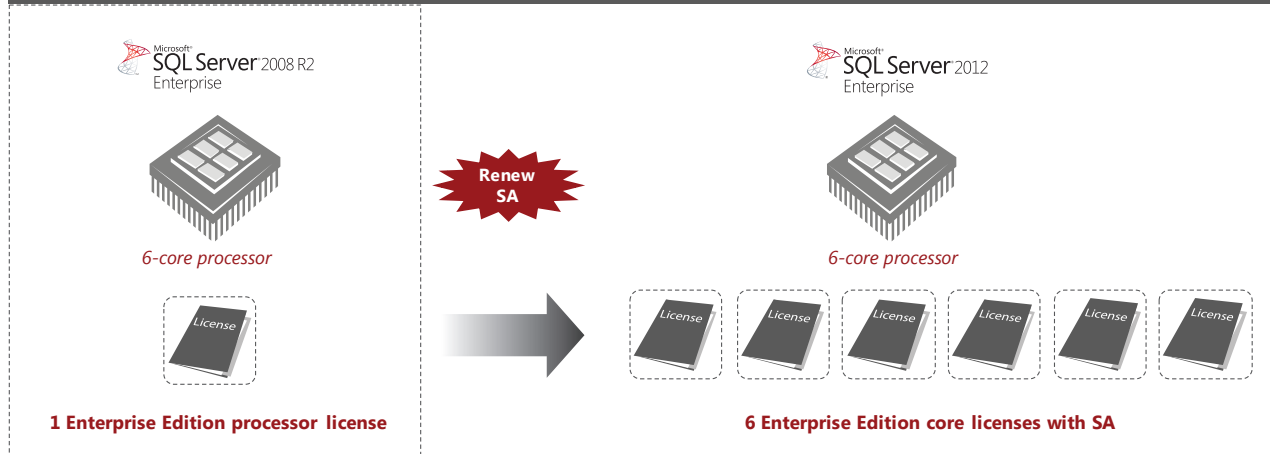 Microsoft®
SQL Server® 2008 R2
Enterprise
6-core processor
License
1 Enterprise Edition processor license
Renew
SA
Microsoft®
SQL Server® 2012
Enterprise
6-core processor
License
License
License
License
License
License
6 Enterprise Edition core licenses with SA